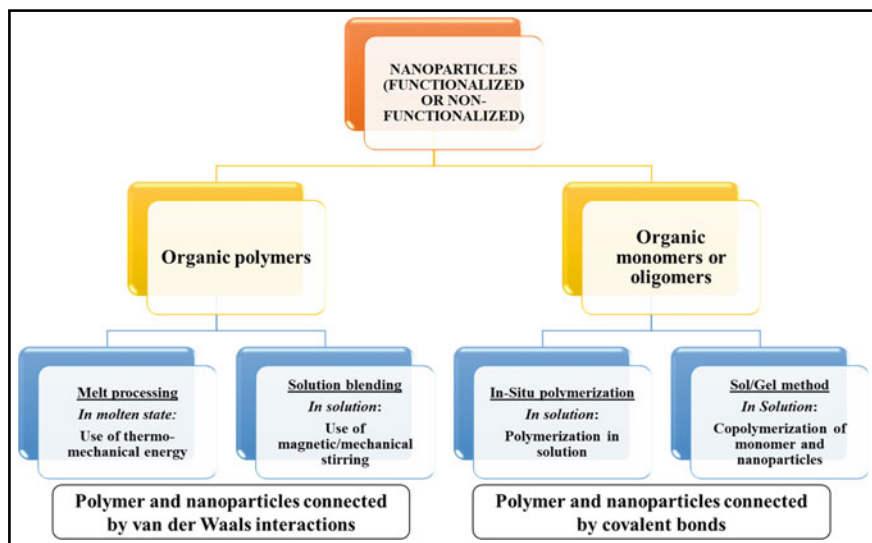 NANOPARTICLES
(FUNCTIONALIZED
OR NON-
FUNCTIONALIZED)
Organic polymers
Organic
monomers or
oligomers
Melt processing
In molten state:
Use of thermo-
mechanical energy
Solution blending
In solution:
Use of
magnetic/mechanical
stirring
In-Situ polymerization
In solution:
Polymerization in
solution
Sol/Gel method
In Solution:
Copolymerization of
monomer and
nanoparticles
Polymer and nanoparticles connected
by van der Waals interactions
Polymer and nanoparticles connected
by covalent bonds